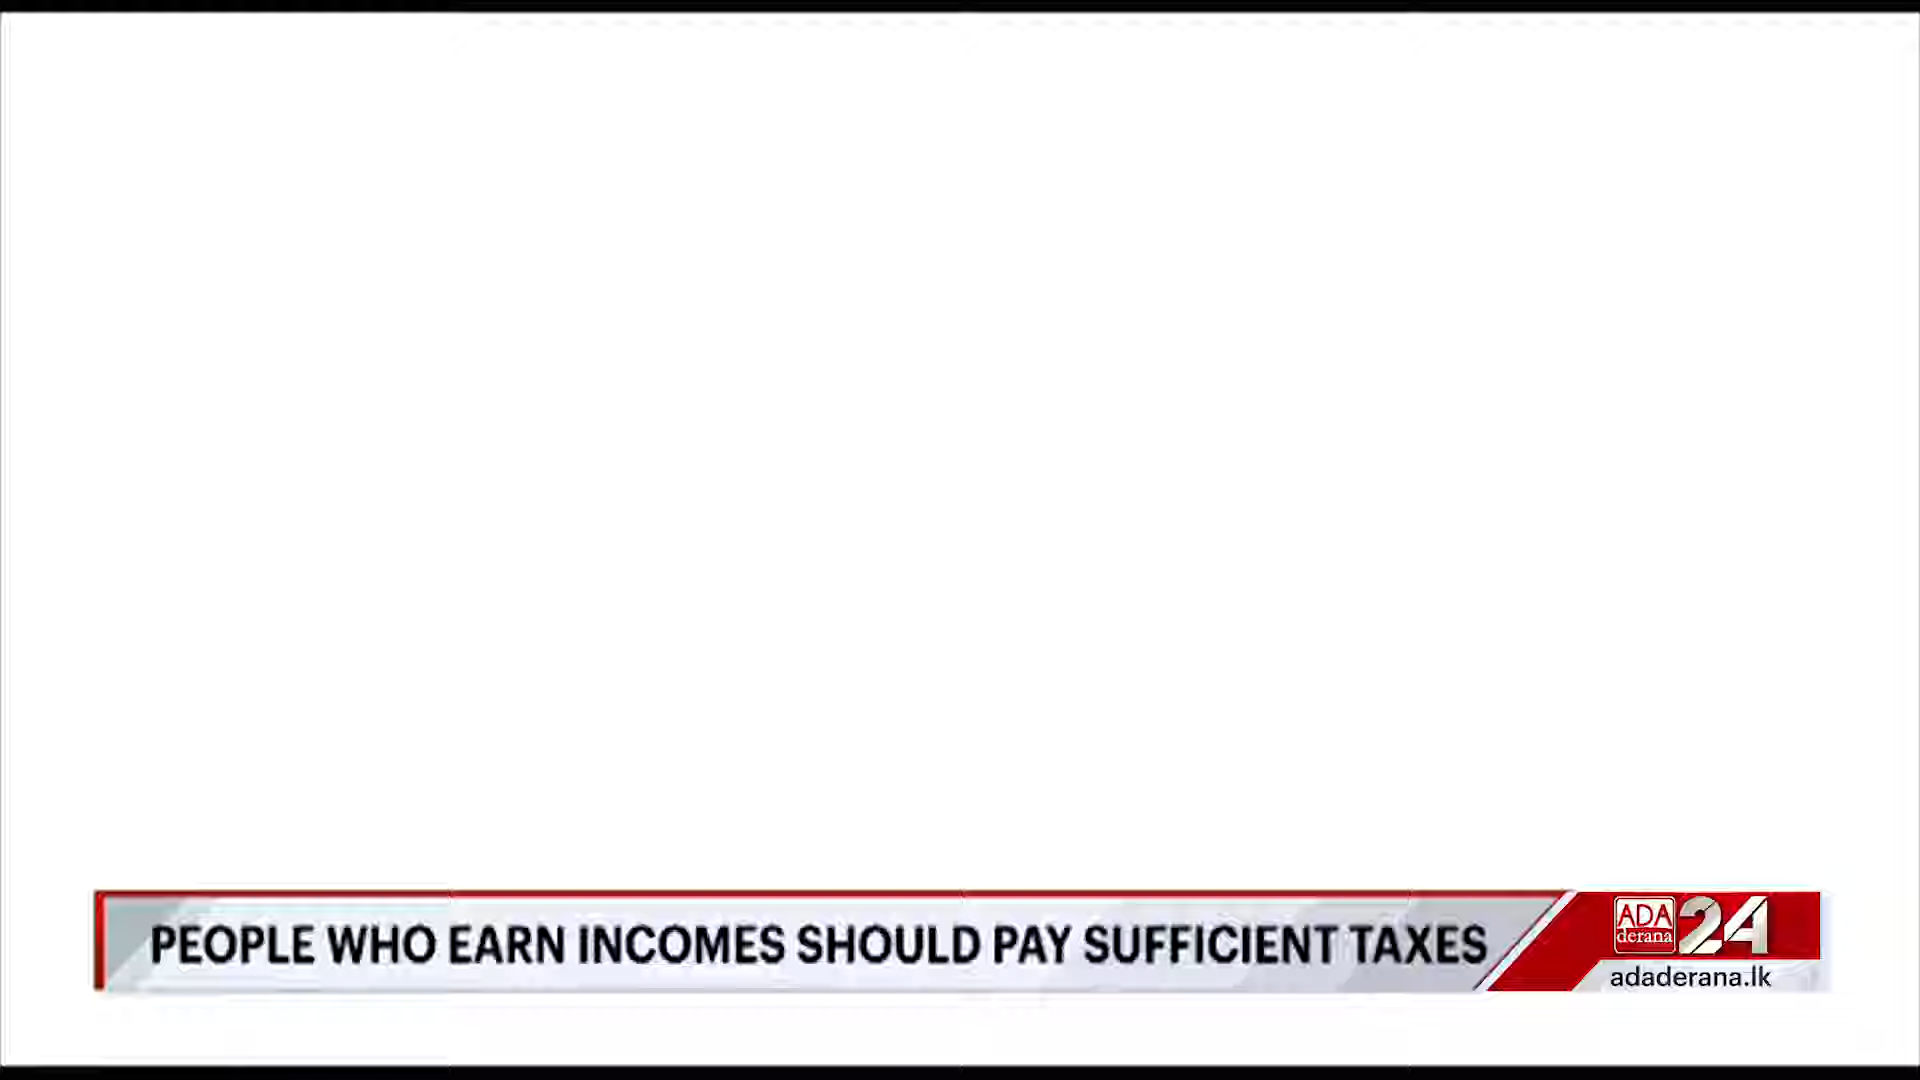 PEOPLE WHO EARN INCOMES SHOULD PAY SUFFICIENT TAXES
ADA
derana
24
adaderana.lk